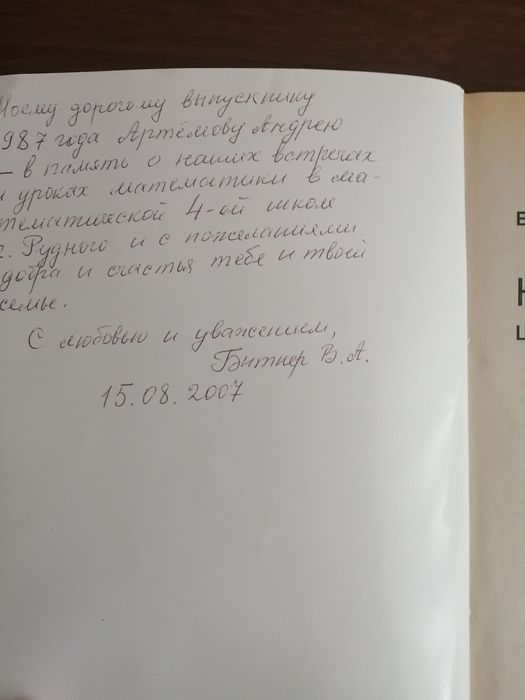 Моему дорогому выпускнику
987 года Артёмову Андрею
– в память о наших встречах
и уроках математики в ма-
тематической 4-ой школе
г. Рудного и с пожеланиями
добра и счастья тебе и твоей
семье.
С любовью и уважением,
Битнер В. А.
15.08.2007